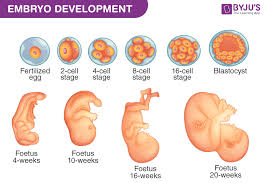 EMBRYO DEVELOPMENT
BYJU'S
The Learning App
Fertilized
egg
2-cell
stage
4-cell
stage
8-cell
stage
16-cell
stage
Blastocyst
Foetus
4-weeks
Foetus
10-weeks
Foetus
16-weeks
Foetus
20-weeks